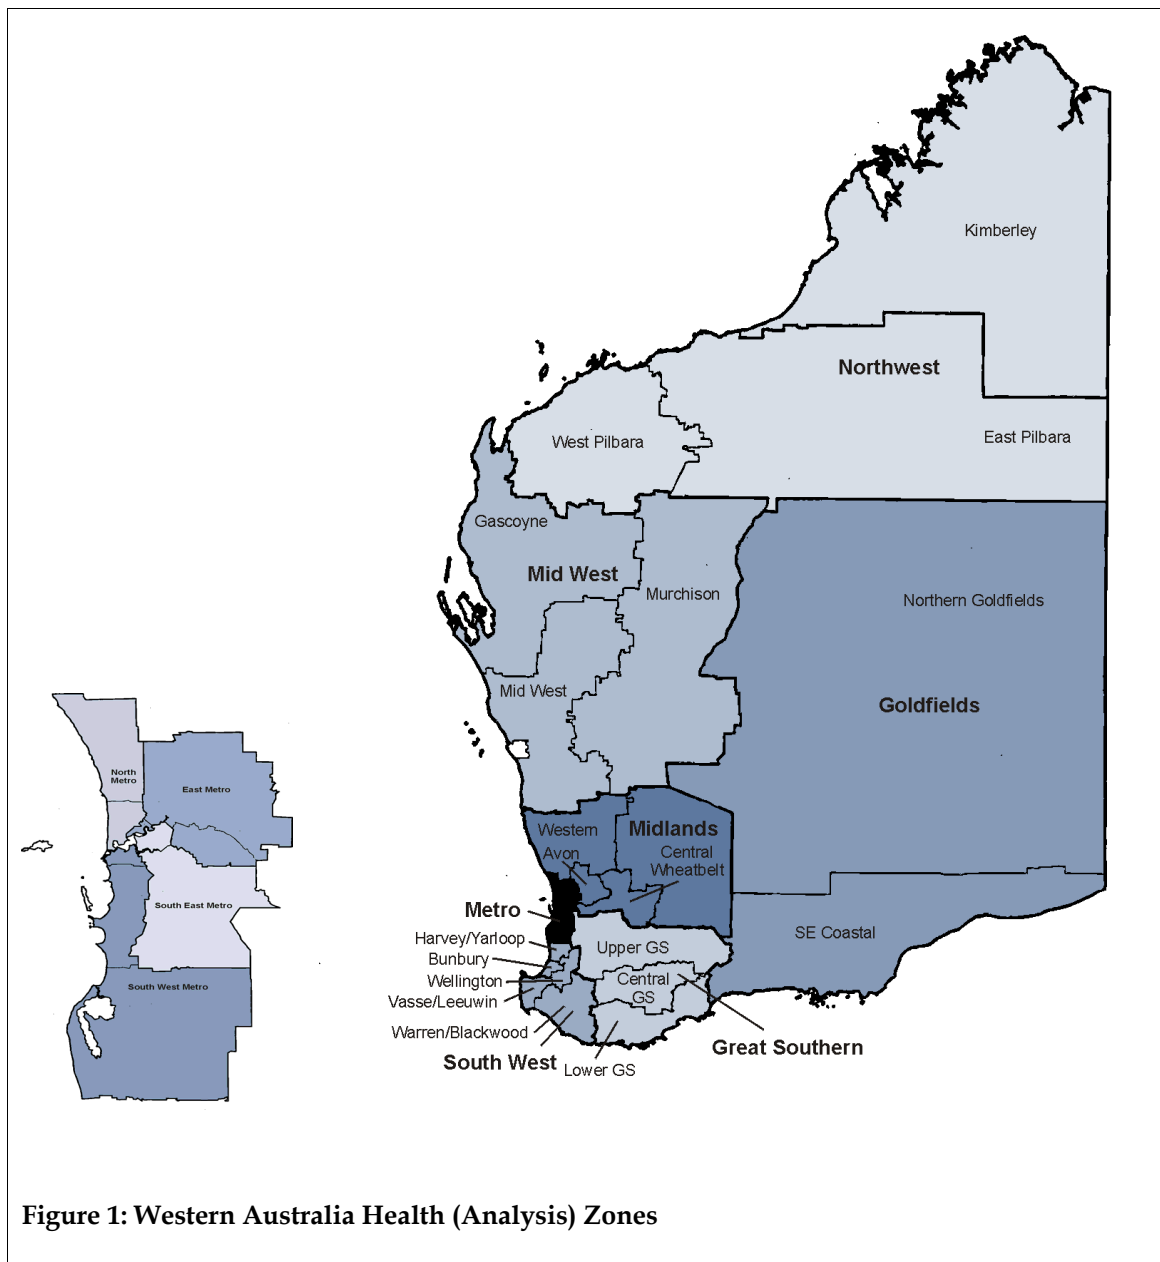 Kimberley
Northwest
West Pilbara
East Pilbara
Gascoyne
Mid West
Murchison
Northern Goldfields
Mid West
Goldfields
North
Metro
East Metro
South East Metro
South West Metro
Western
Midlands
Avon
Central
Wheatbelt
Metro
SE Coastal
Harvey/Yarloop
Upper GS
Bunbury
Wellington
Central
GS
Vasse/Leeuwin
Warren/Blackwood
Great Southern
South West
Lower GS
Figure 1: Western Australia Health (Analysis) Zones